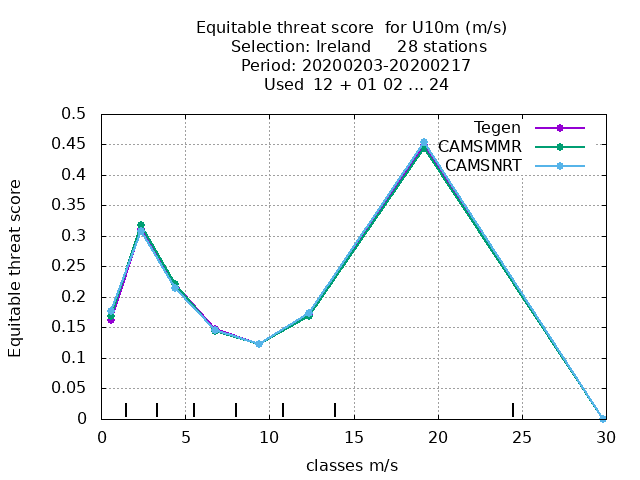 Equitable threat score  for U10m (m/s)
Selection: Ireland     28 stations
Period: 20200203-20200217
Used  12 + 01 02 ... 24
Equitable threat score
0.5
0.45
0.4
0.35
0.3
0.25
0.2
0.15
0.1
0.05
0
Tegen
CAMSMMR
CAMSNRT
0 5 10 15 20 25 30
classes m/s